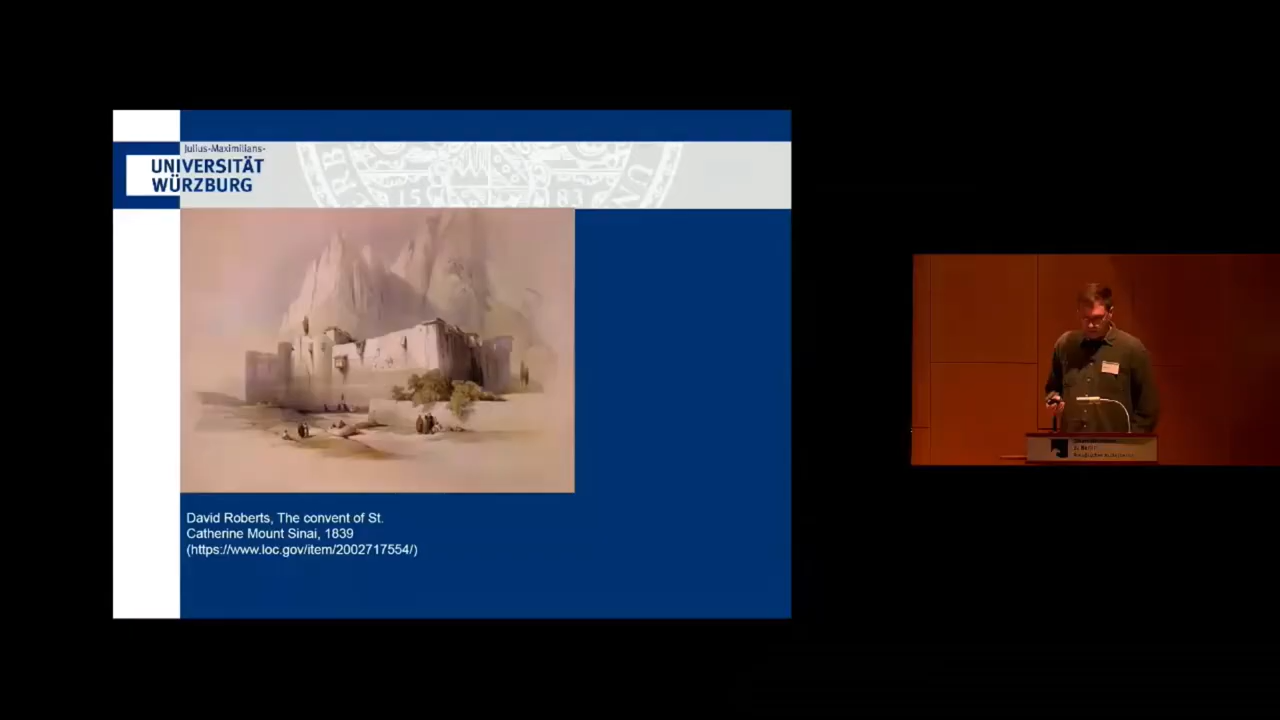 Julius-Maximilians-
UNIVERSITÄT
WÜRZBURG
David Roberts, The convent of St.
Catherine Mount Sinai, 1839
(https://www.loc.gov/item/2002717554/)